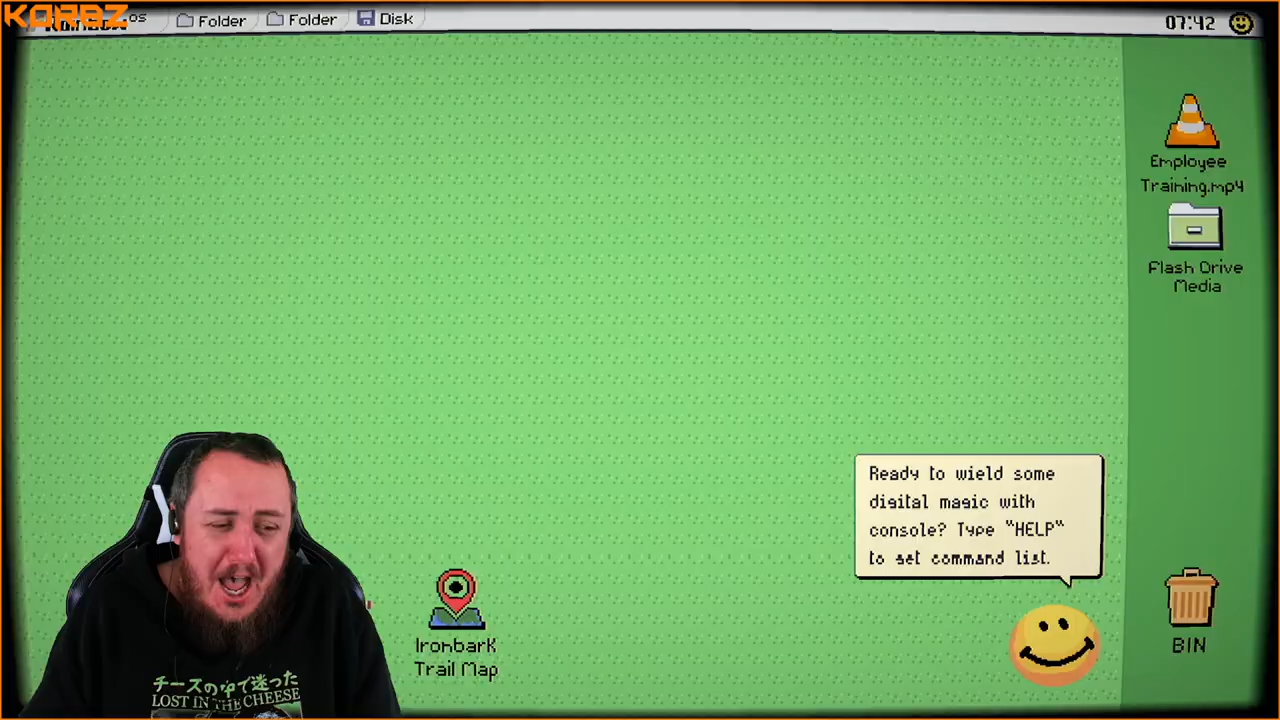 KORBZ
os
Folder
Folder
Disk
07:42
Employee
Training.mp4
Flash Drive
Media
Ready to wield some
digital magic with
console? Type "HELP"
to get command list.
Ironbark
Trail Map
BIN
チーズの中で迷った
LOST IN THE CHEESE